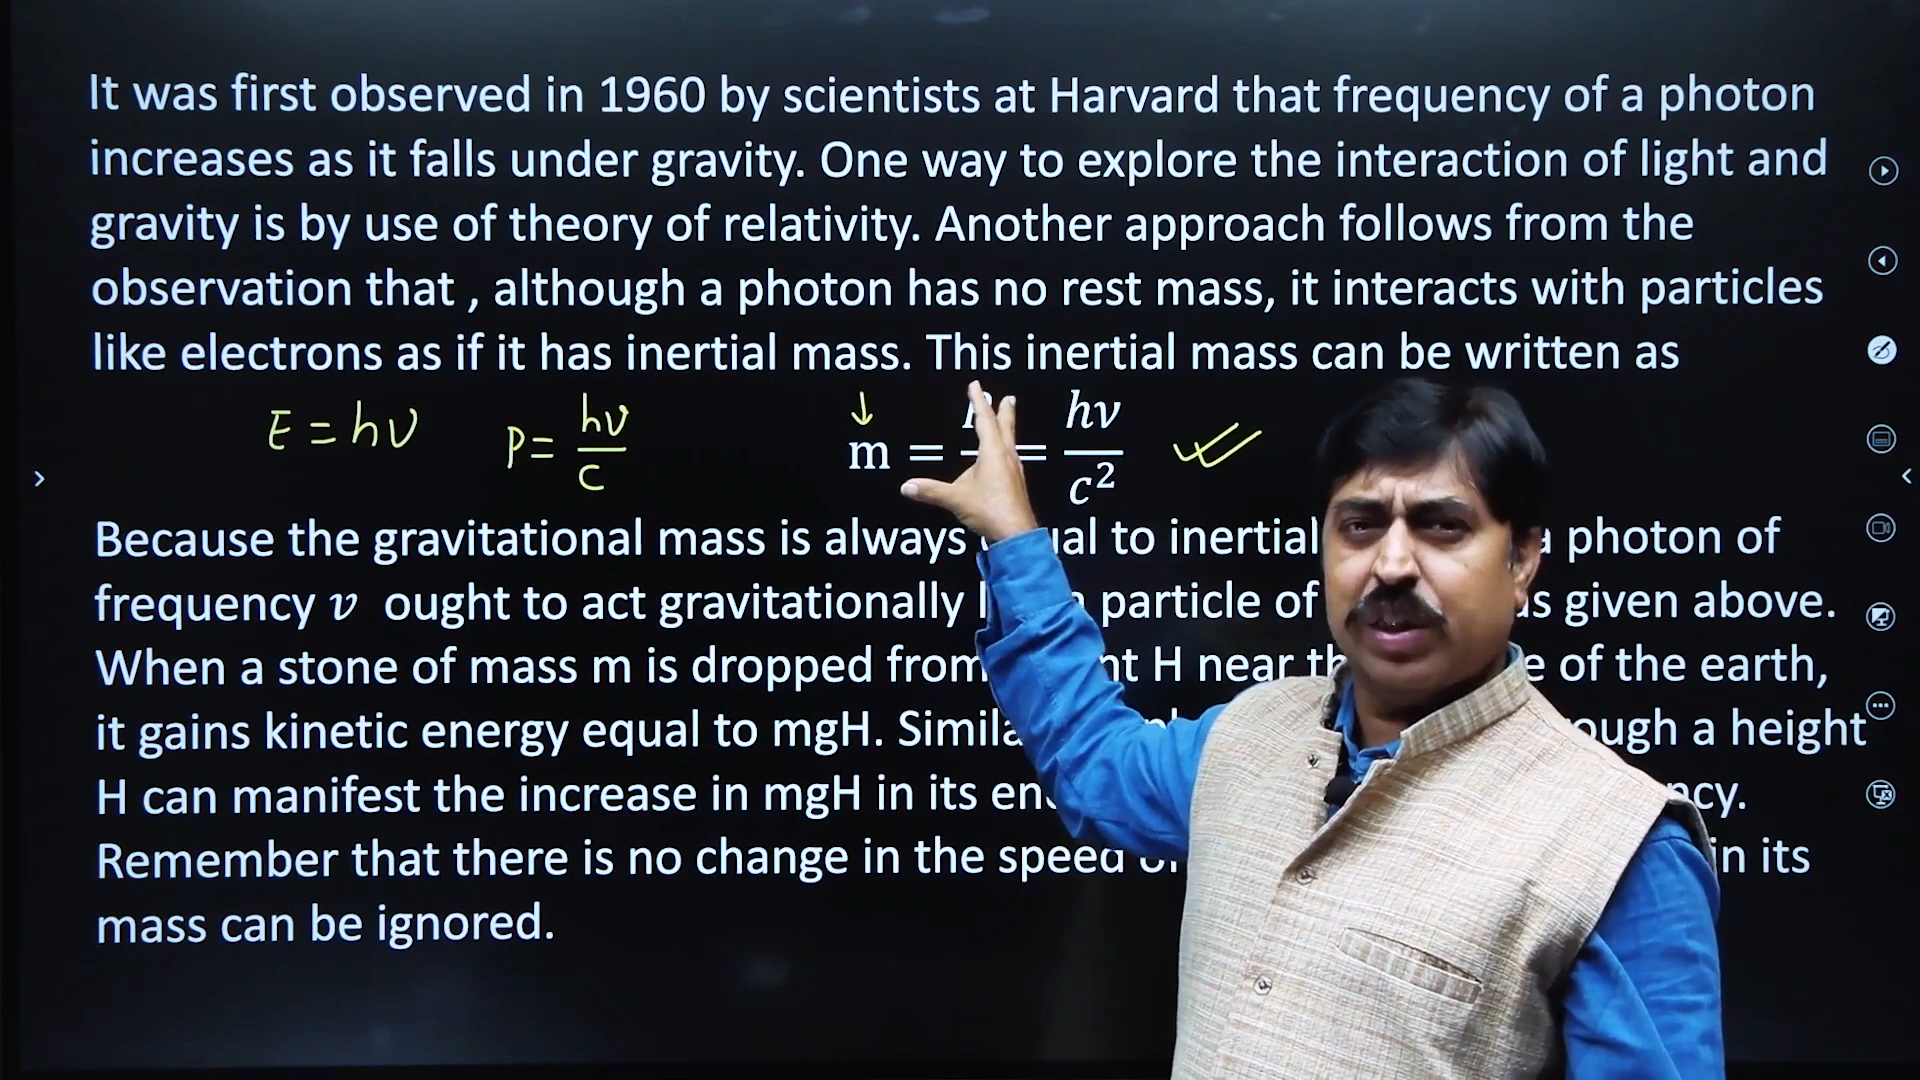 It was first observed in 1960 by scientists at Harvard that frequency of a photon
increases as it falls under gravity. One way to explore the interaction of light and
gravity is by use of theory of relativity. Another approach follows from the
observation that , although a photon has no rest mass, it interacts with particles
like electrons as if it has inertial mass. This inertial mass can be written as
E = hν P = hν/c m = = hν/c²
Because the gravitational mass is always to inertial a photon of
frequency ν ought to act gravitationally particle of given above.
When a stone of mass m is dropped from H near of the earth,
it gains kinetic energy equal to mgH. a height
H can manifest the increase in mgH in its
Remember that there is no change in the speed in its
mass can be ignored.